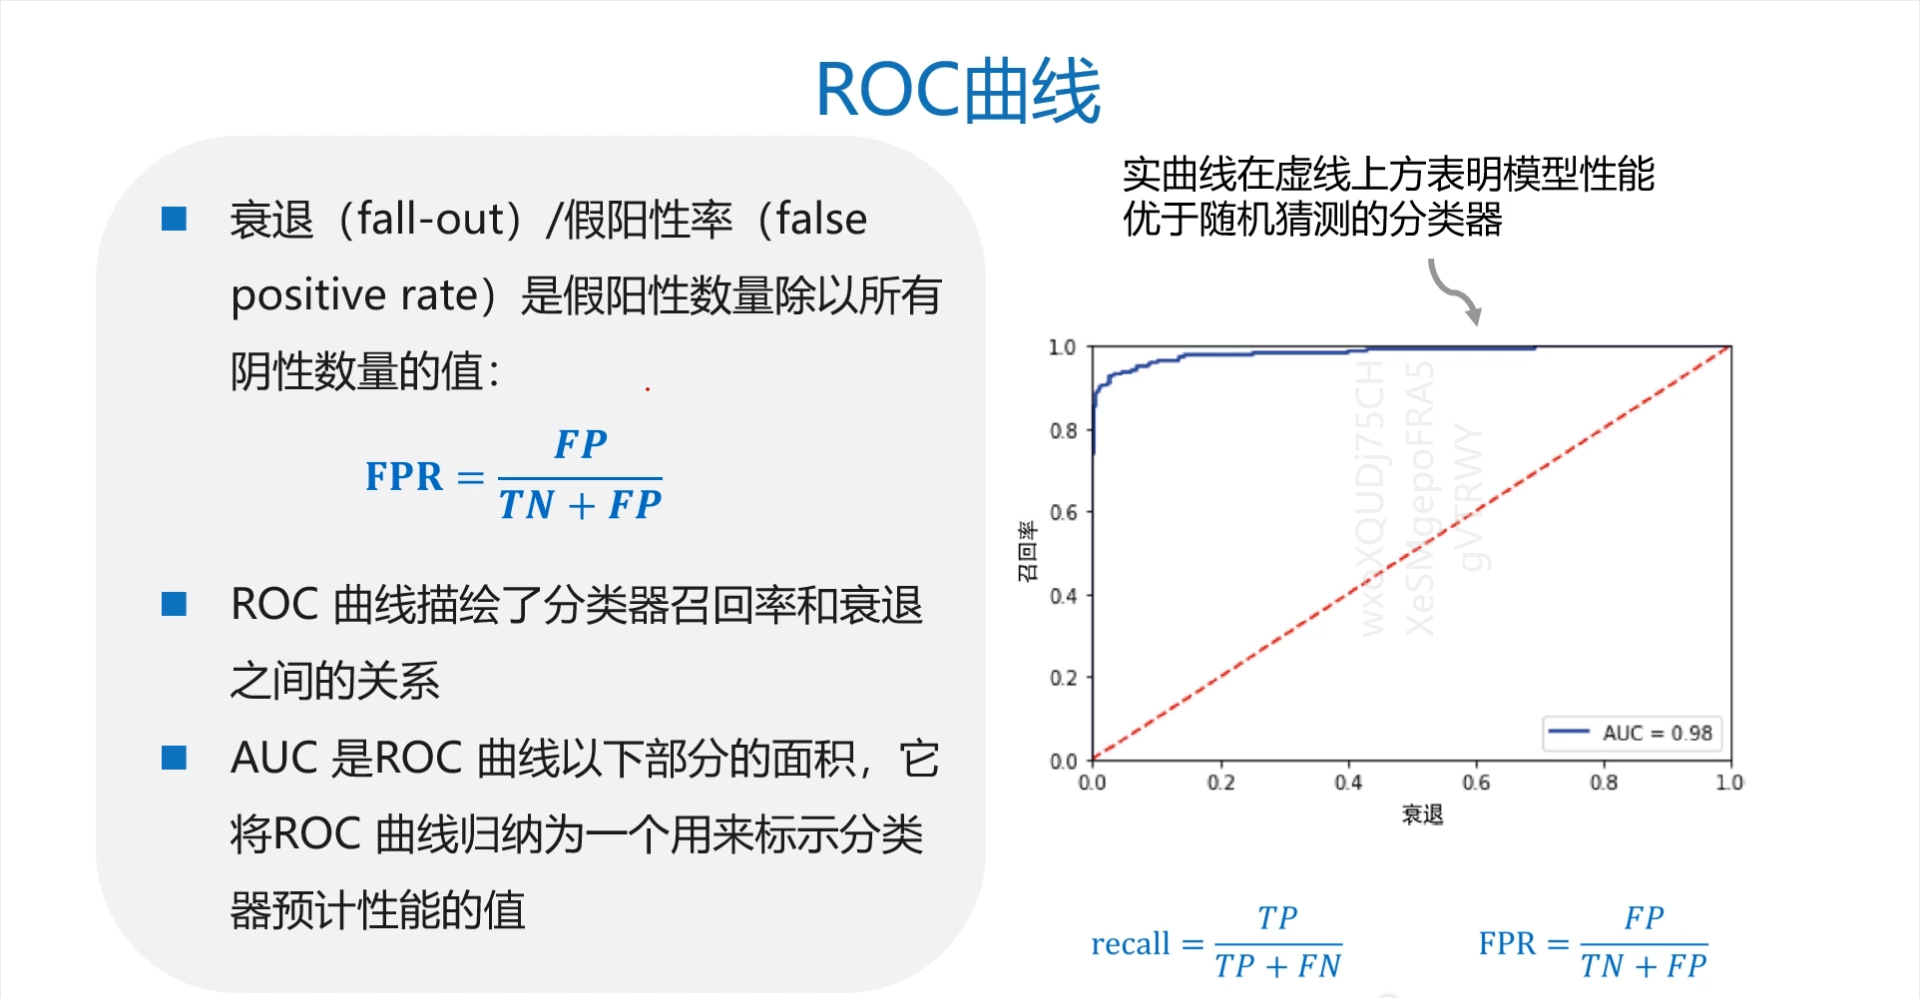 ROC曲线
■ 衰退（fall-out）/假阳性率（false
positive rate）是假阳性数量除以所有
阴性数量的值：
FPR = FP / (TN + FP)
■ ROC 曲线描绘了分类器召回率和衰退
之间的关系
■ AUC 是ROC 曲线以下部分的面积，它
将ROC 曲线归纳为一个用来标示分类
器预计性能的值
实曲线在虚线上方表明模型性能
优于随机猜测的分类器
1.0
0.8
0.6
0.4
0.2
0.0
召回率
0.0 0.2 0.4 0.6 0.8 1.0
衰退
AUC = 0.98
XeSMgepoFRA5
gVTRWY
recall = TP / (TP + FN)
FPR = FP / (TN + FP)